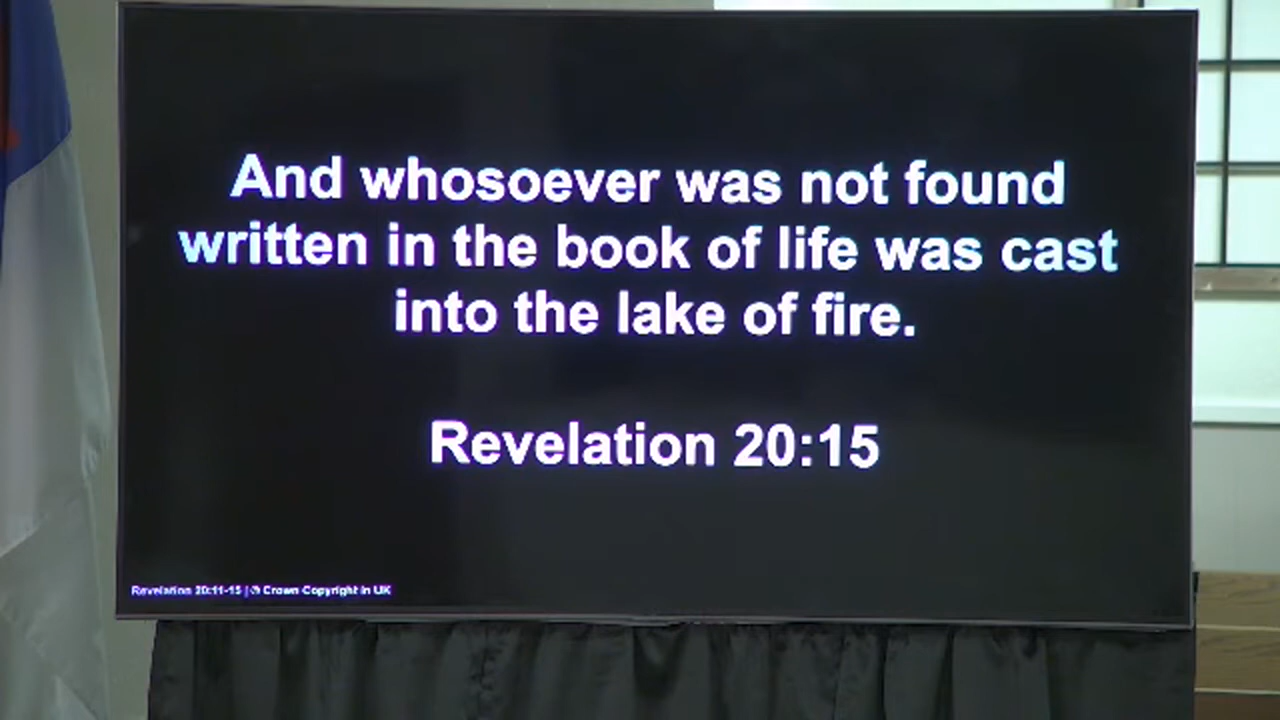 And whosoever was not found
written in the book of life was cast
into the lake of fire.
Revelation 20:15
Revelation 20:11-15 | © Crown Copyright in UK